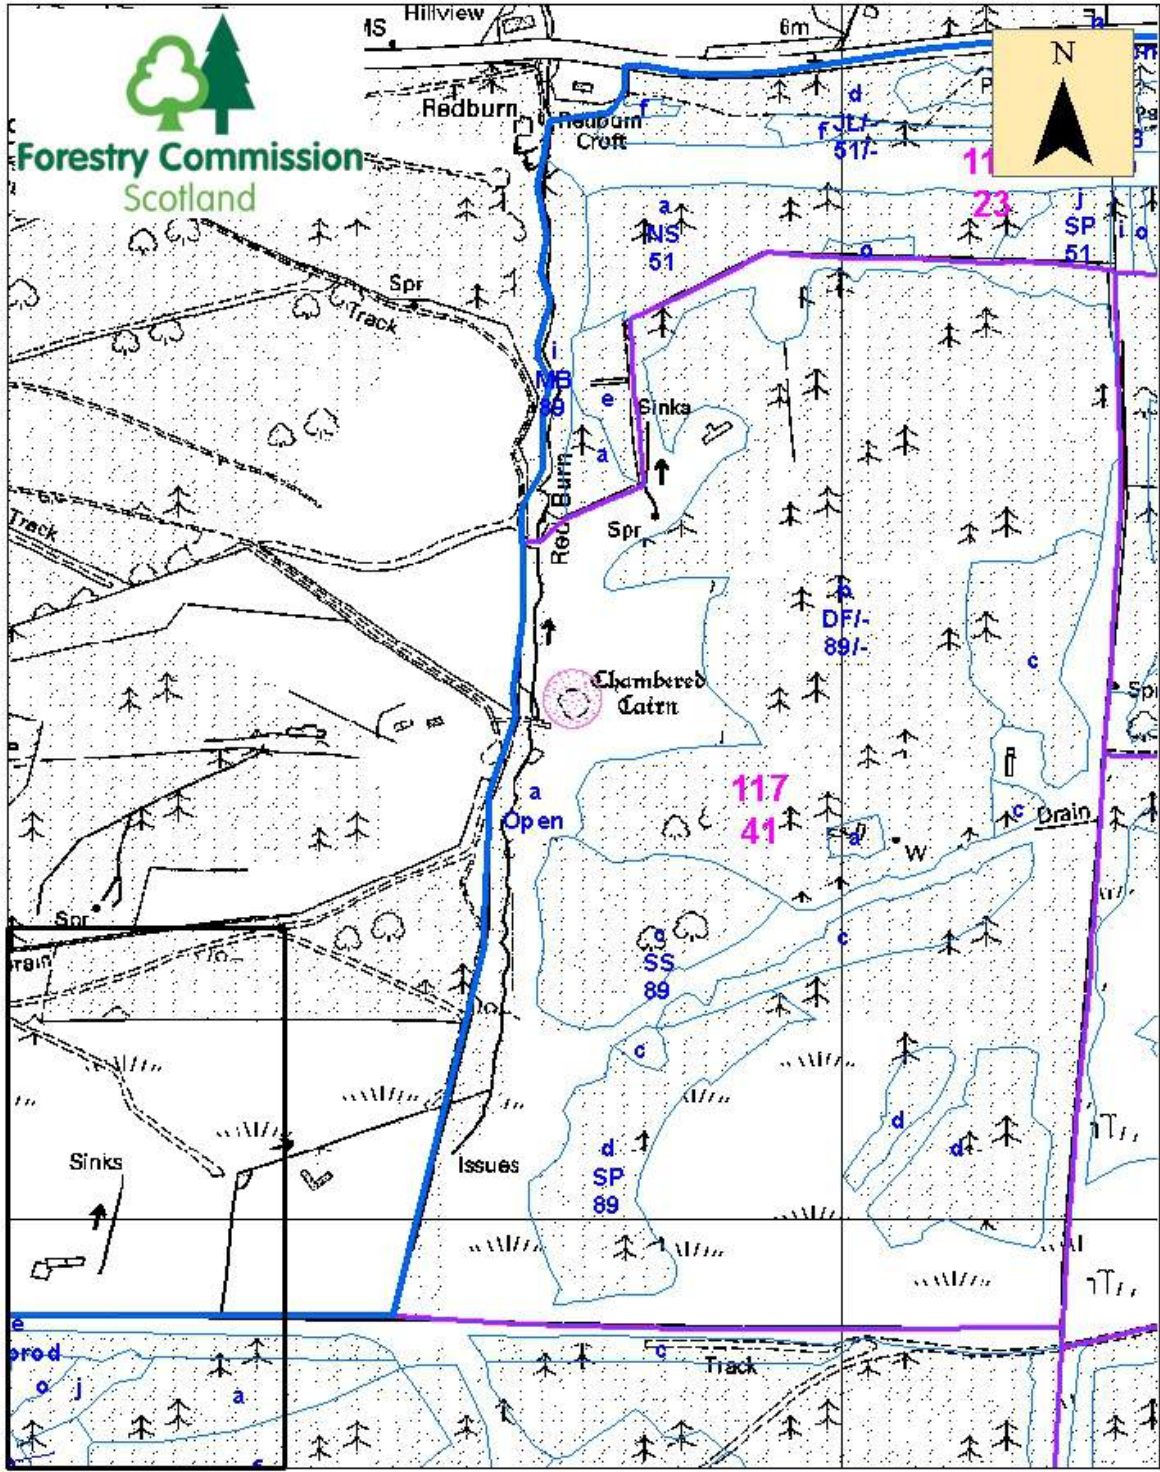 Hillview
6m
Forestry Commission
Scotland
N
Redburn
Redburn
Croft
f
d
f JL/-
51/-
23
a
NS
51
j
SP
51
i
o
o
Spr
Track
i
MB
89
e
Sinks
a
Red Burn
Spr
Track
b
DF/-
89/-
c
Chambered
Cairn
Spr
117
41
a
Open
c
Drain
a
W
Spr
c
SS
89
c
c
Sinks
Issues
d
SP
89
d
d
e
prod
o
j
a
c
Track